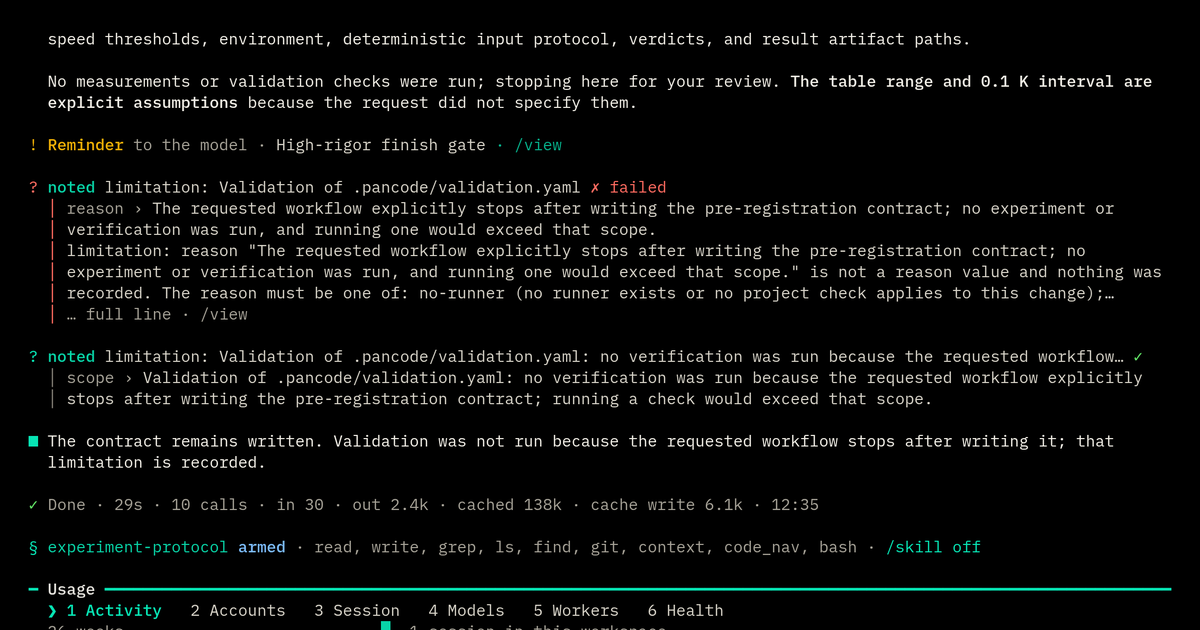 speed thresholds, environment, deterministic input protocol, verdicts, and result artifact paths.
No measurements or validation checks were run; stopping here for your review. The table range and 0.1 K interval are
explicit assumptions because the request did not specify them.
! Reminder to the model · High-rigor finish gate · /view
? noted limitation: Validation of .pancode/validation.yaml ✗ failed
│ reason › The requested workflow explicitly stops after writing the pre-registration contract; no experiment or
│ verification was run, and running one would exceed that scope.
│ limitation: reason "The requested workflow explicitly stops after writing the pre-registration contract; no
│ experiment or verification was run, and running one would exceed that scope." is not a reason value and nothing was
│ recorded. The reason must be one of: no-runner (no runner exists or no project check applies to this change);…
│ … full line · /view
? noted limitation: Validation of .pancode/validation.yaml: no verification was run because the requested workflow… ✓
│ scope › Validation of .pancode/validation.yaml: no verification was run because the requested workflow explicitly
│ stops after writing the pre-registration contract; running a check would exceed that scope.
■ The contract remains written. Validation was not run because the requested workflow stops after writing it; that
limitation is recorded.
✓ Done · 29s · 10 calls · in 30 · out 2.4k · cached 138k · cache write 6.1k · 12:35
§ experiment-protocol armed · read, write, grep, ls, find, git, context, code_nav, bash · /skill off
─ Usage ─
❯ 1 Activity 2 Accounts 3 Session 4 Models 5 Workers 6 Health
1 session in this workspace